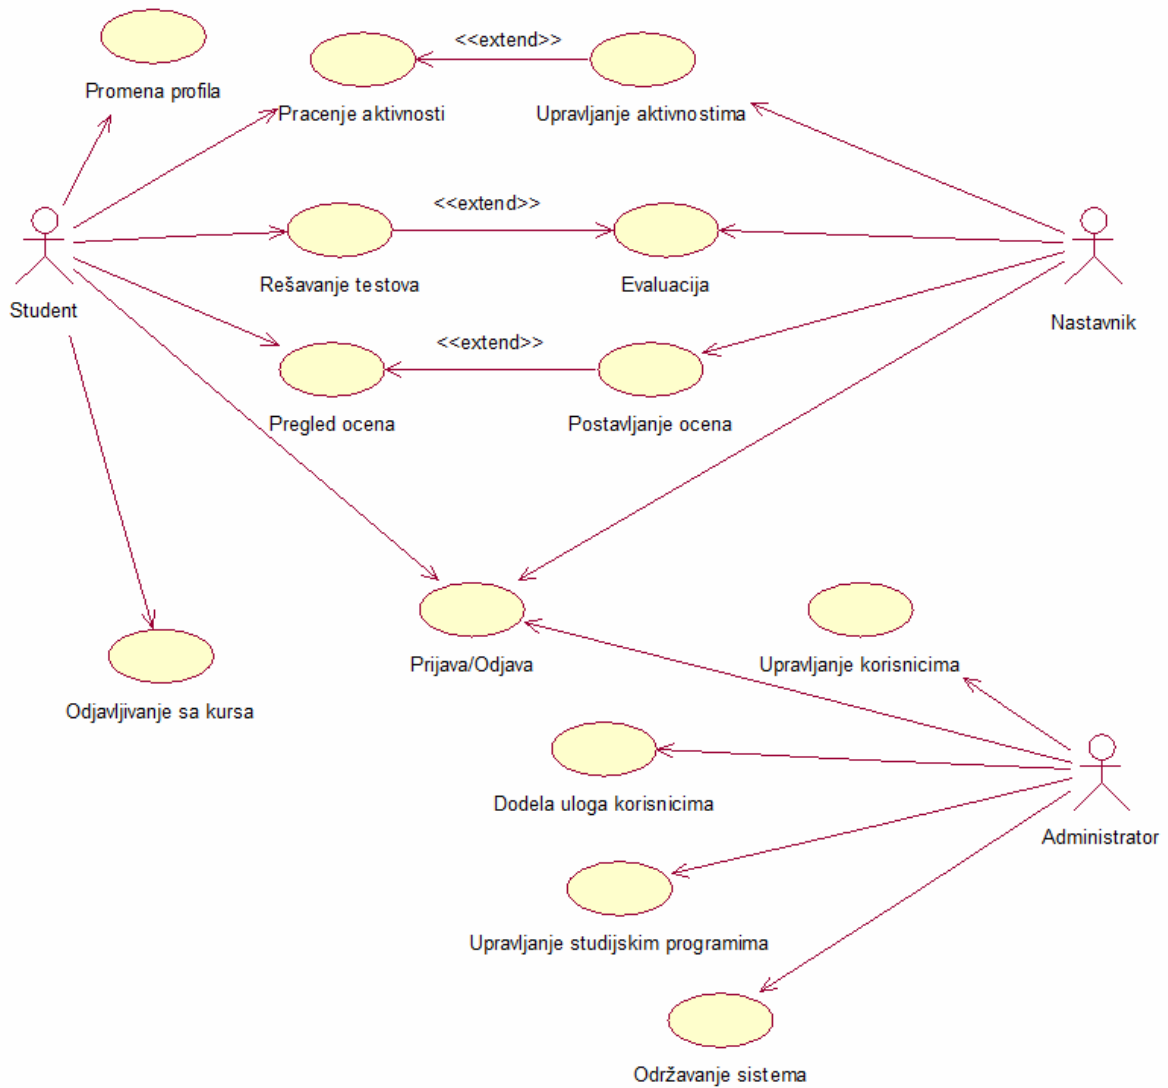 <<extend>>
Promena profila
Pracenje aktivnosti
Upravljanje aktivnostima
<<extend>>
Rešavanje testova
Evaluacija
Student
Nastavnik
<<extend>>
Pregled ocena
Postavljanje ocena
Prijava/Odjava
Upravljanje korisnicima
Odjavljivanje sa kursa
Dodela uloga korisnicima
Administrator
Upravljanje studijskim programima
Održavanje sistema